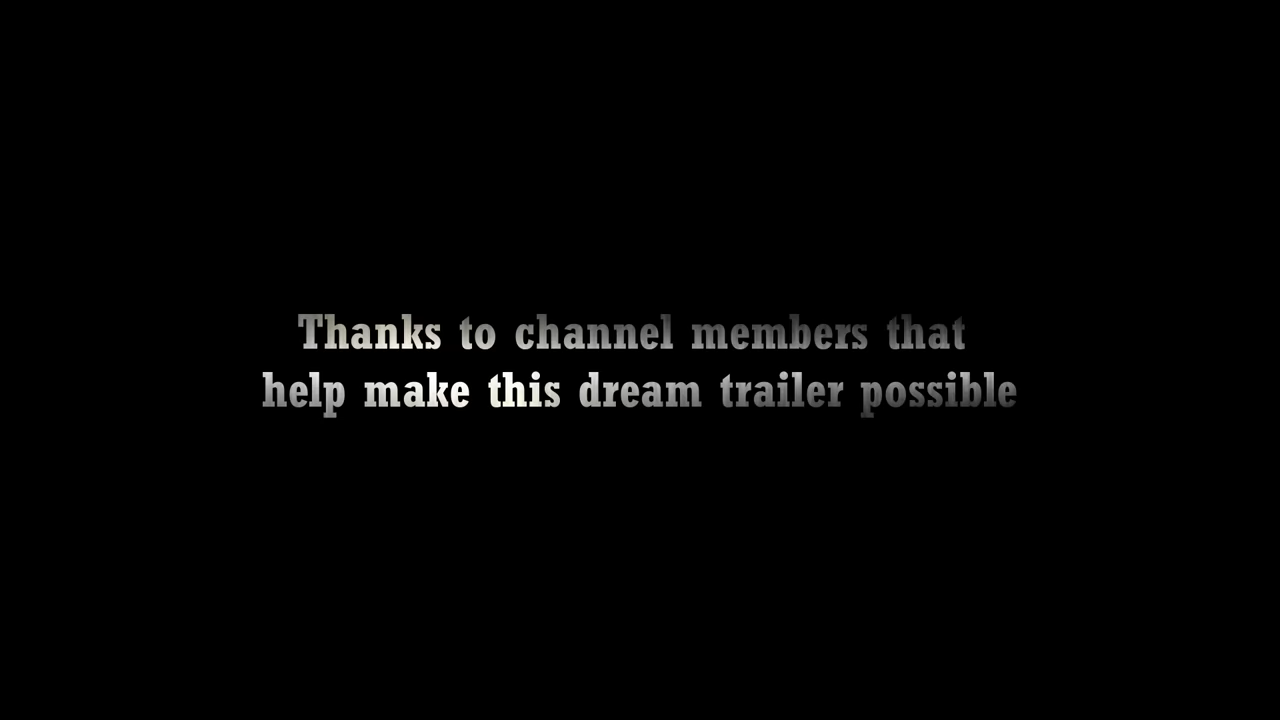 Thanks to channel members that
help make this dream trailer possible